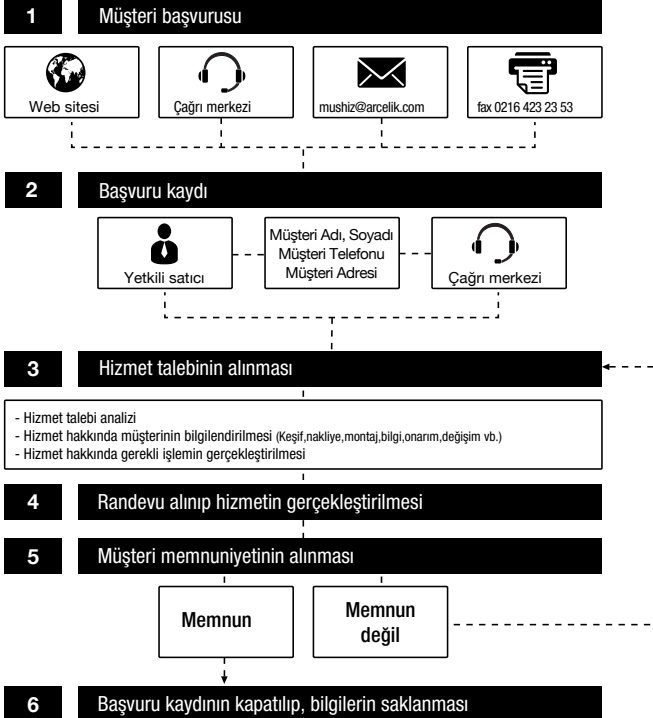 1 Müşteri başvurusu
Web sitesi
Çağrı merkezi
mushiz@arcelik.com
fax 0216 423 23 53
2 Başvuru kaydı
Yetkili satıcı
Müşteri Adı, Soyadı
Müşteri Telefonu
Müşteri Adresi
Çağrı merkezi
3 Hizmet talebinin alınması
- Hizmet talebi analizi
- Hizmet hakkında müşterinin bilgilendirilmesi (Keşif,nakliye,montaj,bilgi,onarım,değişim vb.)
- Hizmet hakkında gerekli işlemin gerçekleştirilmesi
4 Randevu alınıp hizmetin gerçekleştirilmesi
5 Müşteri memnuniyetinin alınması
Memnun
Memnun
değil
6 Başvuru kaydının kapatılıp, bilgilerin saklanması